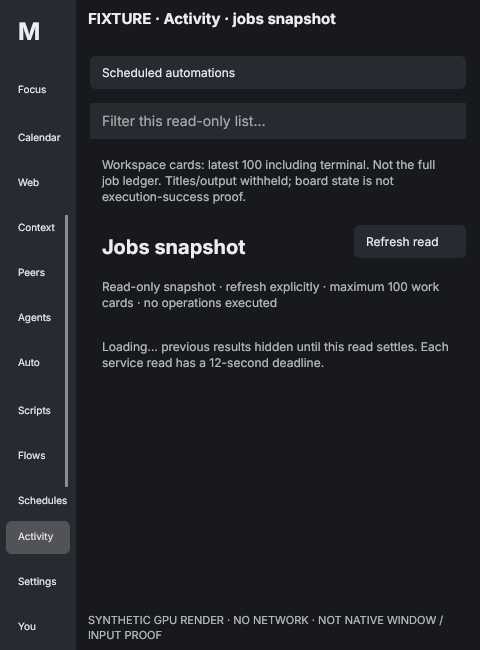 M
Focus
Calendar
Web
Context
Peers
Agents
Auto
Scripts
Flows
Schedules
Activity
Settings
You
FIXTURE · Activity · jobs snapshot
Scheduled automations
Filter this read-only list...
Workspace cards: latest 100 including terminal. Not the full
job ledger. Titles/output withheld; board state is not
execution-success proof.
Jobs snapshot
Refresh read
Read-only snapshot · refresh explicitly · maximum 100 work
cards · no operations executed
Loading... previous results hidden until this read settles. Each
service read has a 12-second deadline.
SYNTHETIC GPU RENDER · NO NETWORK · NOT NATIVE WINDOW /
INPUT PROOF